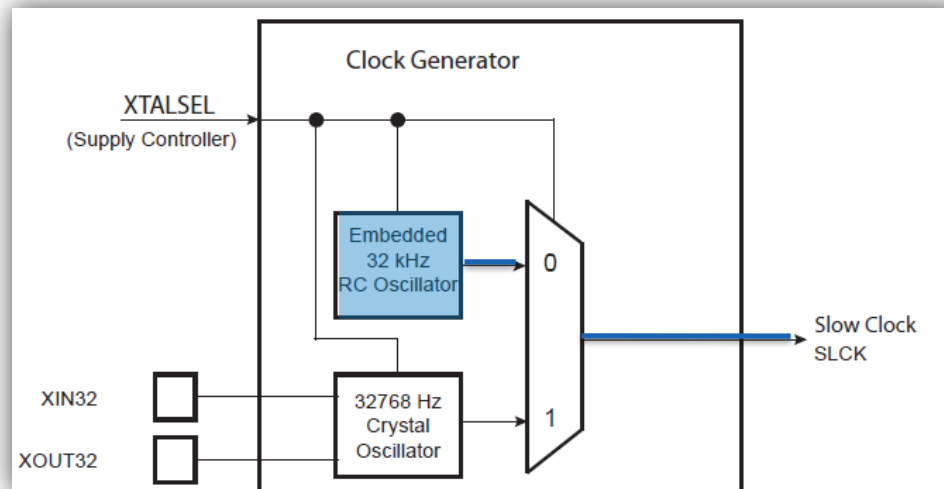 Clock Generator
XTALSEL
(Supply Controller)
Embedded
32 kHz
RC Oscillator
0
Slow Clock
SLCK
XIN32
32768 Hz
Crystal
Oscillator
1
XOUT32